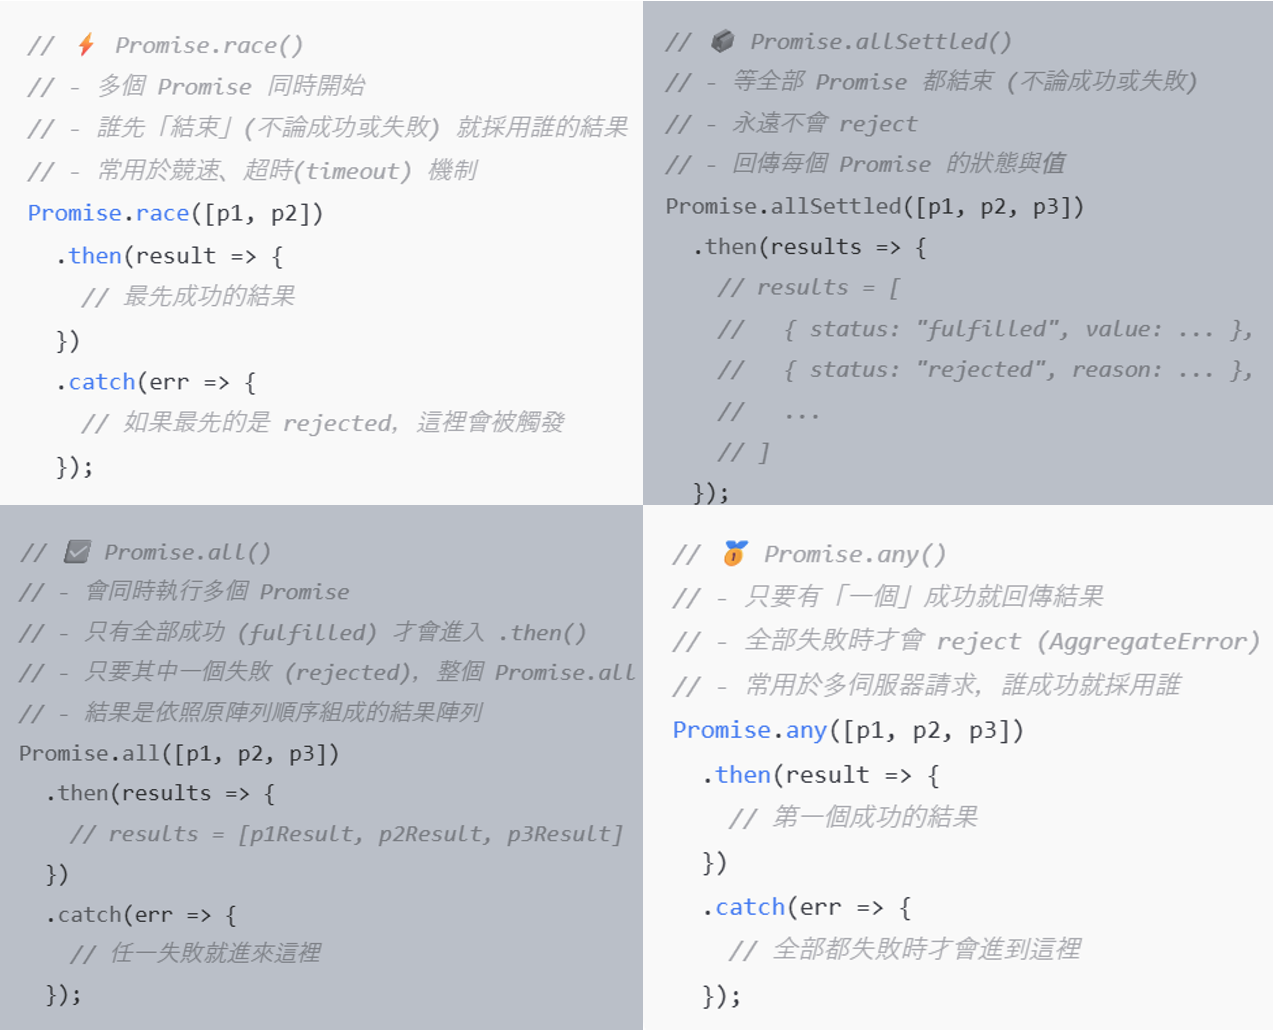 // ⚡ Promise.race()
// - 多個 Promise 同時開始
// - 誰先「結束」(不論成功或失敗) 就採用誰的結果
// - 常用於競速、超時(timeout) 機制
Promise.race([p1, p2])
  .then(result => {
    // 最先成功的結果
  })
  .catch(err => {
    // 如果最先的是 rejected，這裡會被觸發
  });
// 📦 Promise.allSettled()
// - 等全部 Promise 都結束 (不論成功或失敗)
// - 永遠不會 reject
// - 回傳每個 Promise 的狀態與值
Promise.allSettled([p1, p2, p3])
  .then(results => {
    // results = [
    //   { status: "fulfilled", value: ... },
    //   { status: "rejected", reason: ... },
    //   ...
    // ]
  });
// ☑ Promise.all()
// - 會同時執行多個 Promise
// - 只有全部成功 (fulfilled) 才會進入 .then()
// - 只要其中一個失敗 (rejected)，整個 Promise.all
// - 結果是依照原陣列順序組成的結果陣列
Promise.all([p1, p2, p3])
  .then(results => {
    // results = [p1Result, p2Result, p3Result]
  })
  .catch(err => {
    // 任一失敗就進來這裡
  });
// 🏅 Promise.any()
// - 只要有「一個」成功就回傳結果
// - 全部失敗時才會 reject (AggregateError)
// - 常用於多伺服器請求，誰成功就採用誰
Promise.any([p1, p2, p3])
  .then(result => {
    // 第一個成功的結果
  })
  .catch(err => {
    // 全部都失敗時才會進到這裡
  });